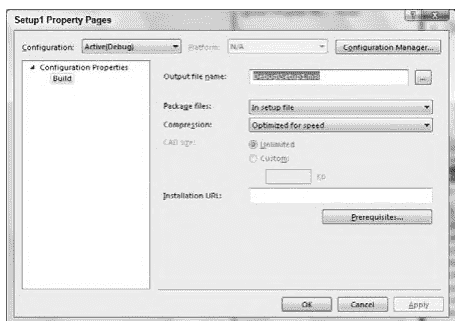 Setup1 Property Pages
Configuration: Active(Debug) Platform: N/A Configuration Manager...
Configuration Properties
Build
Output file name: ...
Package files: In setup file
Compression: Optimized for speed
CAB size: Unlimited
Custom:
Installation URL:
Prerequisites...
OK Cancel Apply